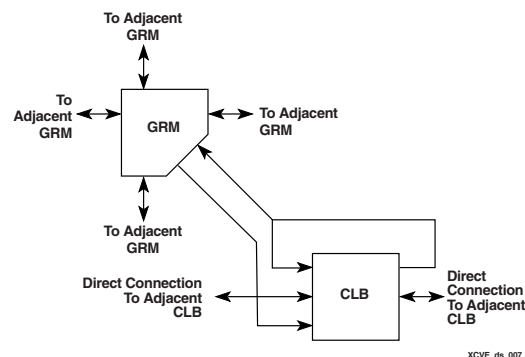 To Adjacent
GRM
To
Adjacent
GRM
GRM
To Adjacent
GRM
To Adjacent
GRM
Direct Connection
To Adjacent
CLB
CLB
Direct
Connection
To Adjacent
CLB
XCVE_ds_007